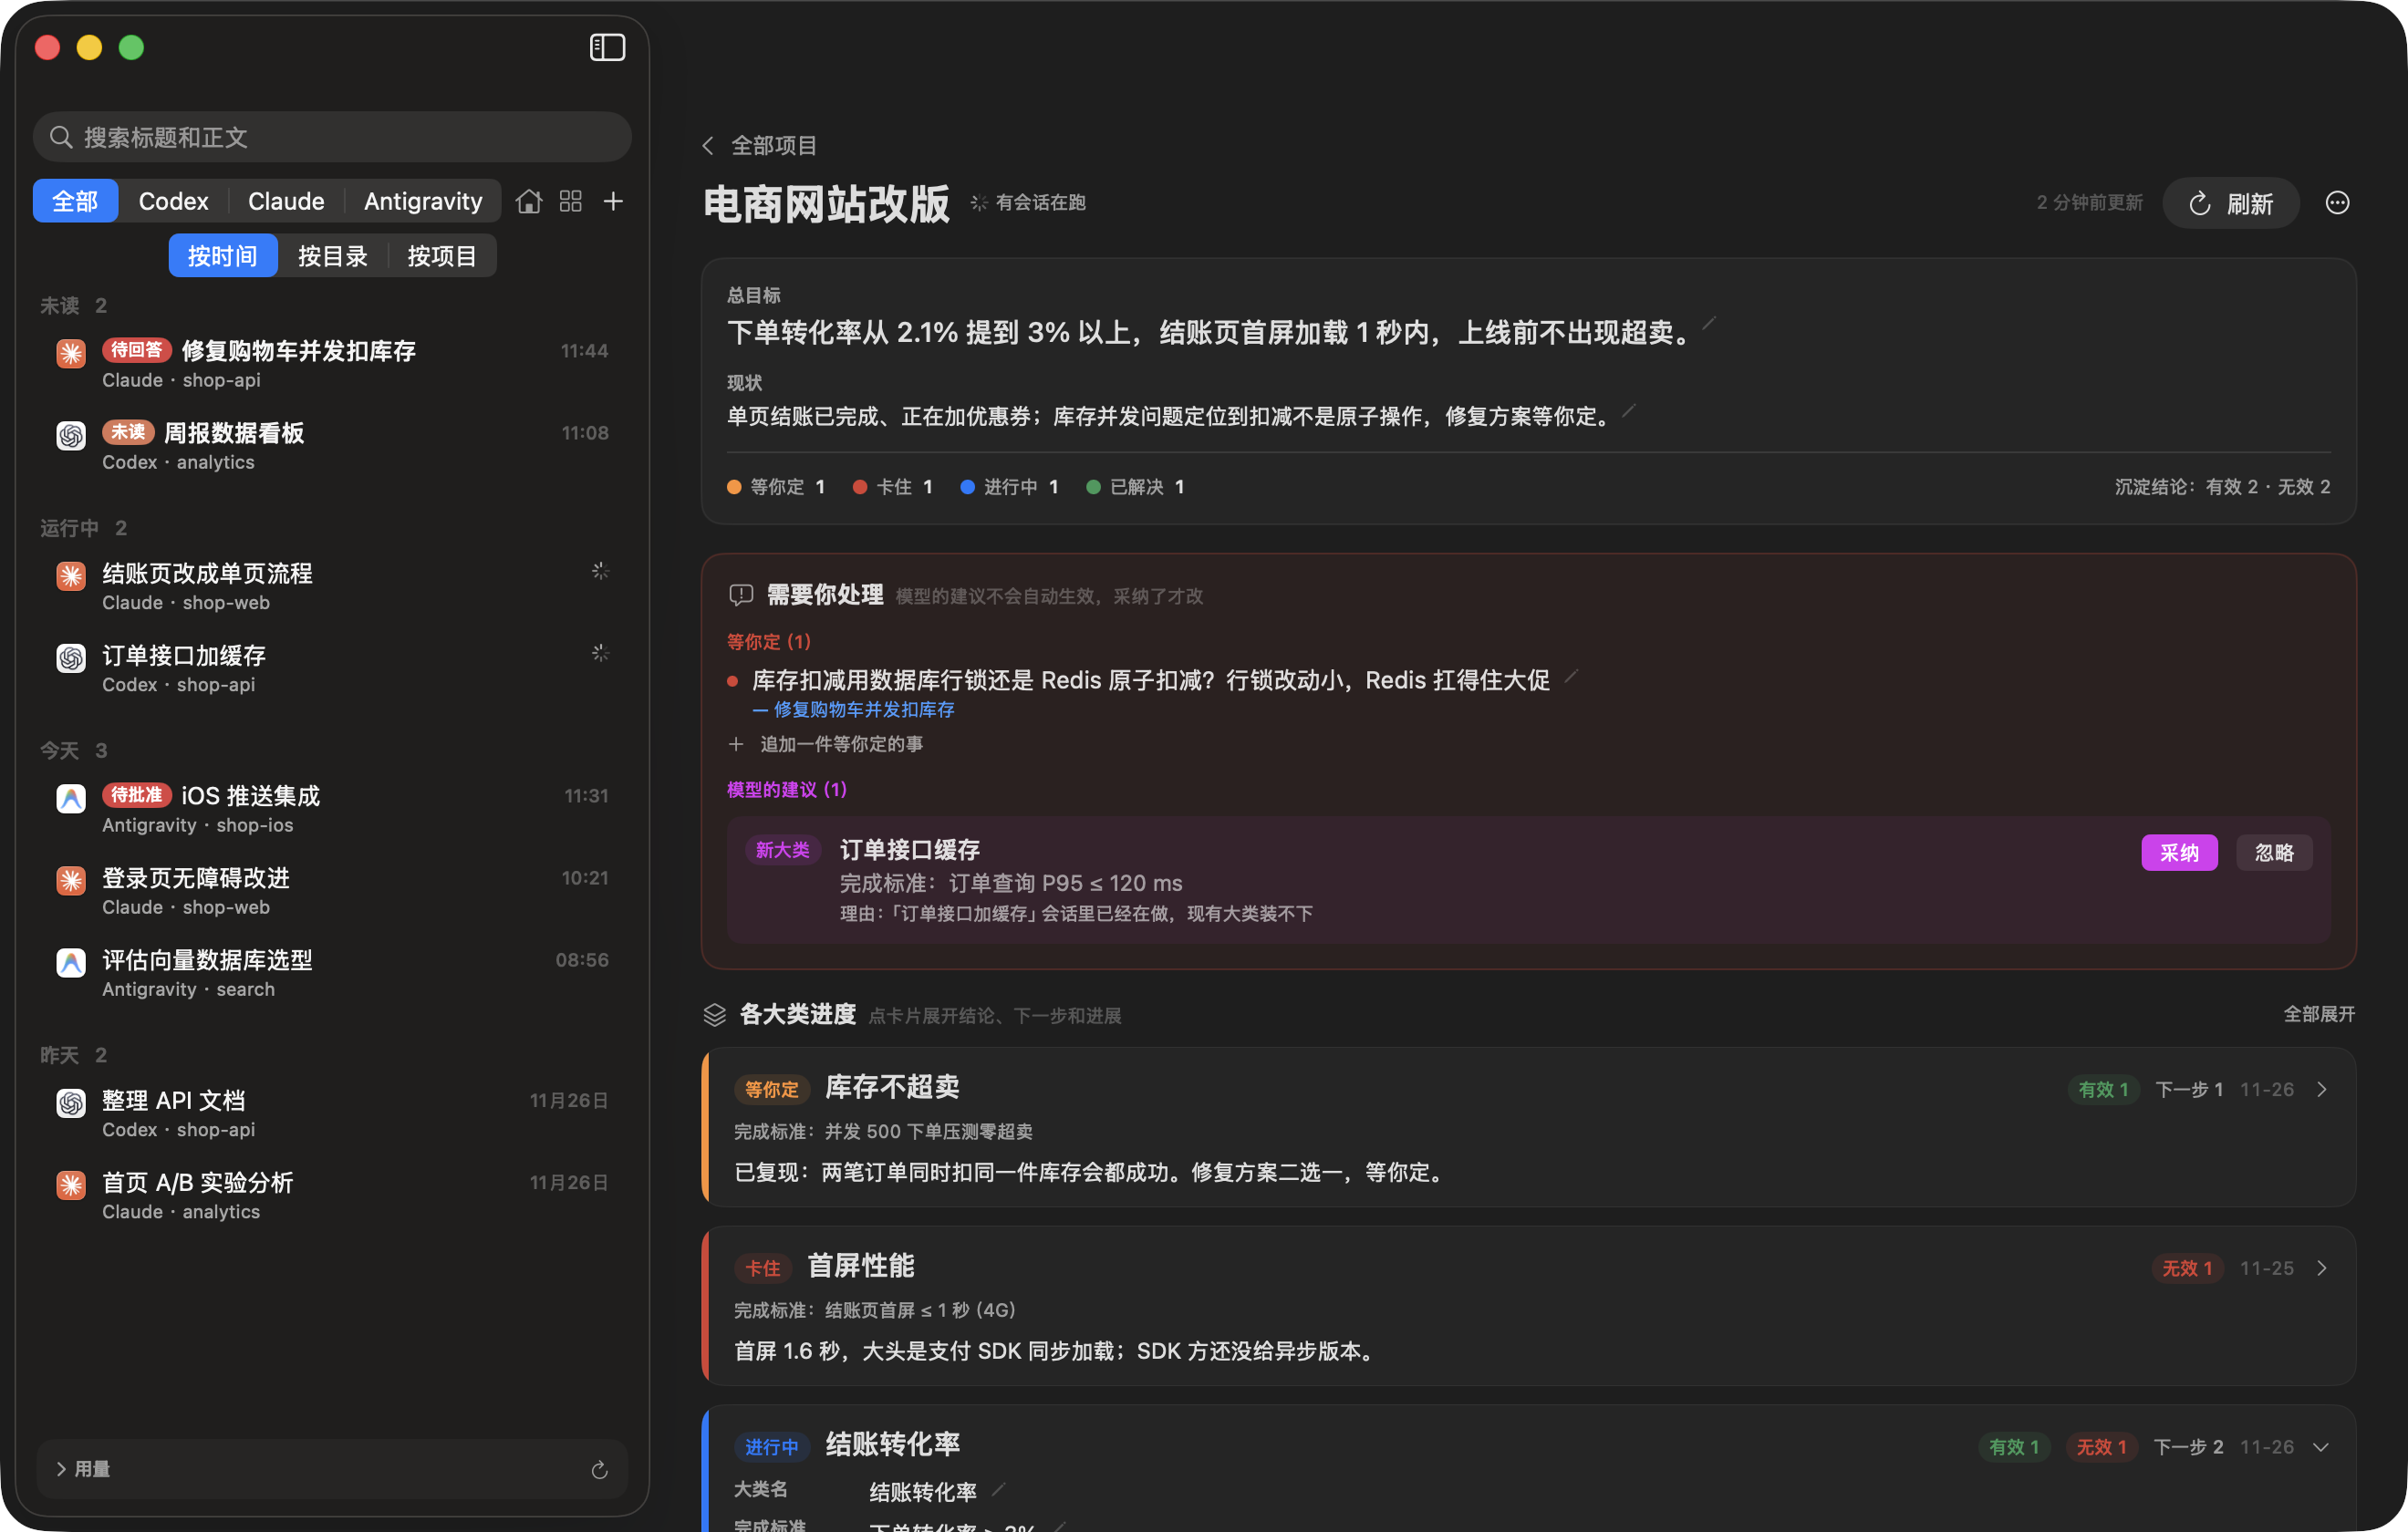 搜索标题和正文
全部 Codex Claude Antigravity
按时间 按目录 按项目
未读 2
待回答 修复购物车并发扣库存 11:44
Claude · shop-api
未读 周报数据看板 11:08
Codex · analytics
运行中 2
结账页改成单页流程
Claude · shop-web
订单接口加缓存
Codex · shop-api
今天 3
待批准 iOS 推送集成 11:31
Antigravity · shop-ios
登录页无障碍改进 10:21
Claude · shop-web
评估向量数据库选型 08:56
Antigravity · search
昨天 2
整理 API 文档 11月26日
Codex · shop-api
首页 A/B 实验分析 11月26日
Claude · analytics
用量
全部项目
电商网站改版 有会话在跑 2 分钟前更新 刷新
总目标
下单转化率从 2.1% 提到 3% 以上，结账页首屏加载 1 秒内，上线前不出现超卖。
现状
单页结账已完成、正在加优惠券；库存并发问题定位到扣减不是原子操作，修复方案等你定。
等你定 1 卡住 1 进行中 1 已解决 1 沉淀结论：有效 2 · 无效 2
需要你处理 模型的建议不会自动生效，采纳了才改
等你定 (1)
库存扣减用数据库行锁还是 Redis 原子扣减？行锁改动小，Redis 扛得住大促
— 修复购物车并发扣库存
追加一件等你定的事
模型的建议 (1)
新大类 订单接口缓存 采纳 忽略
完成标准：订单查询 P95 ≤ 120 ms
理由：「订单接口加缓存」会话里已经在做，现有大类装不下
各大类进度 点卡片展开结论、下一步和进展 全部展开
等你定 库存不超卖 有效 1 下一步 1 11-26
完成标准：并发 500 下单压测零超卖
已复现：两笔订单同时扣同一件库存会都成功。修复方案二选一，等你定。
卡住 首屏性能 无效 1 11-25
完成标准：结账页首屏 ≤ 1 秒 (4G)
首屏 1.6 秒，大头是支付 SDK 同步加载；SDK 方还没给异步版本。
进行中 结账转化率 有效 1 无效 1 下一步 2 11-26
大类名 结账转化率
完成标准 下单转化率 ≥ 3%